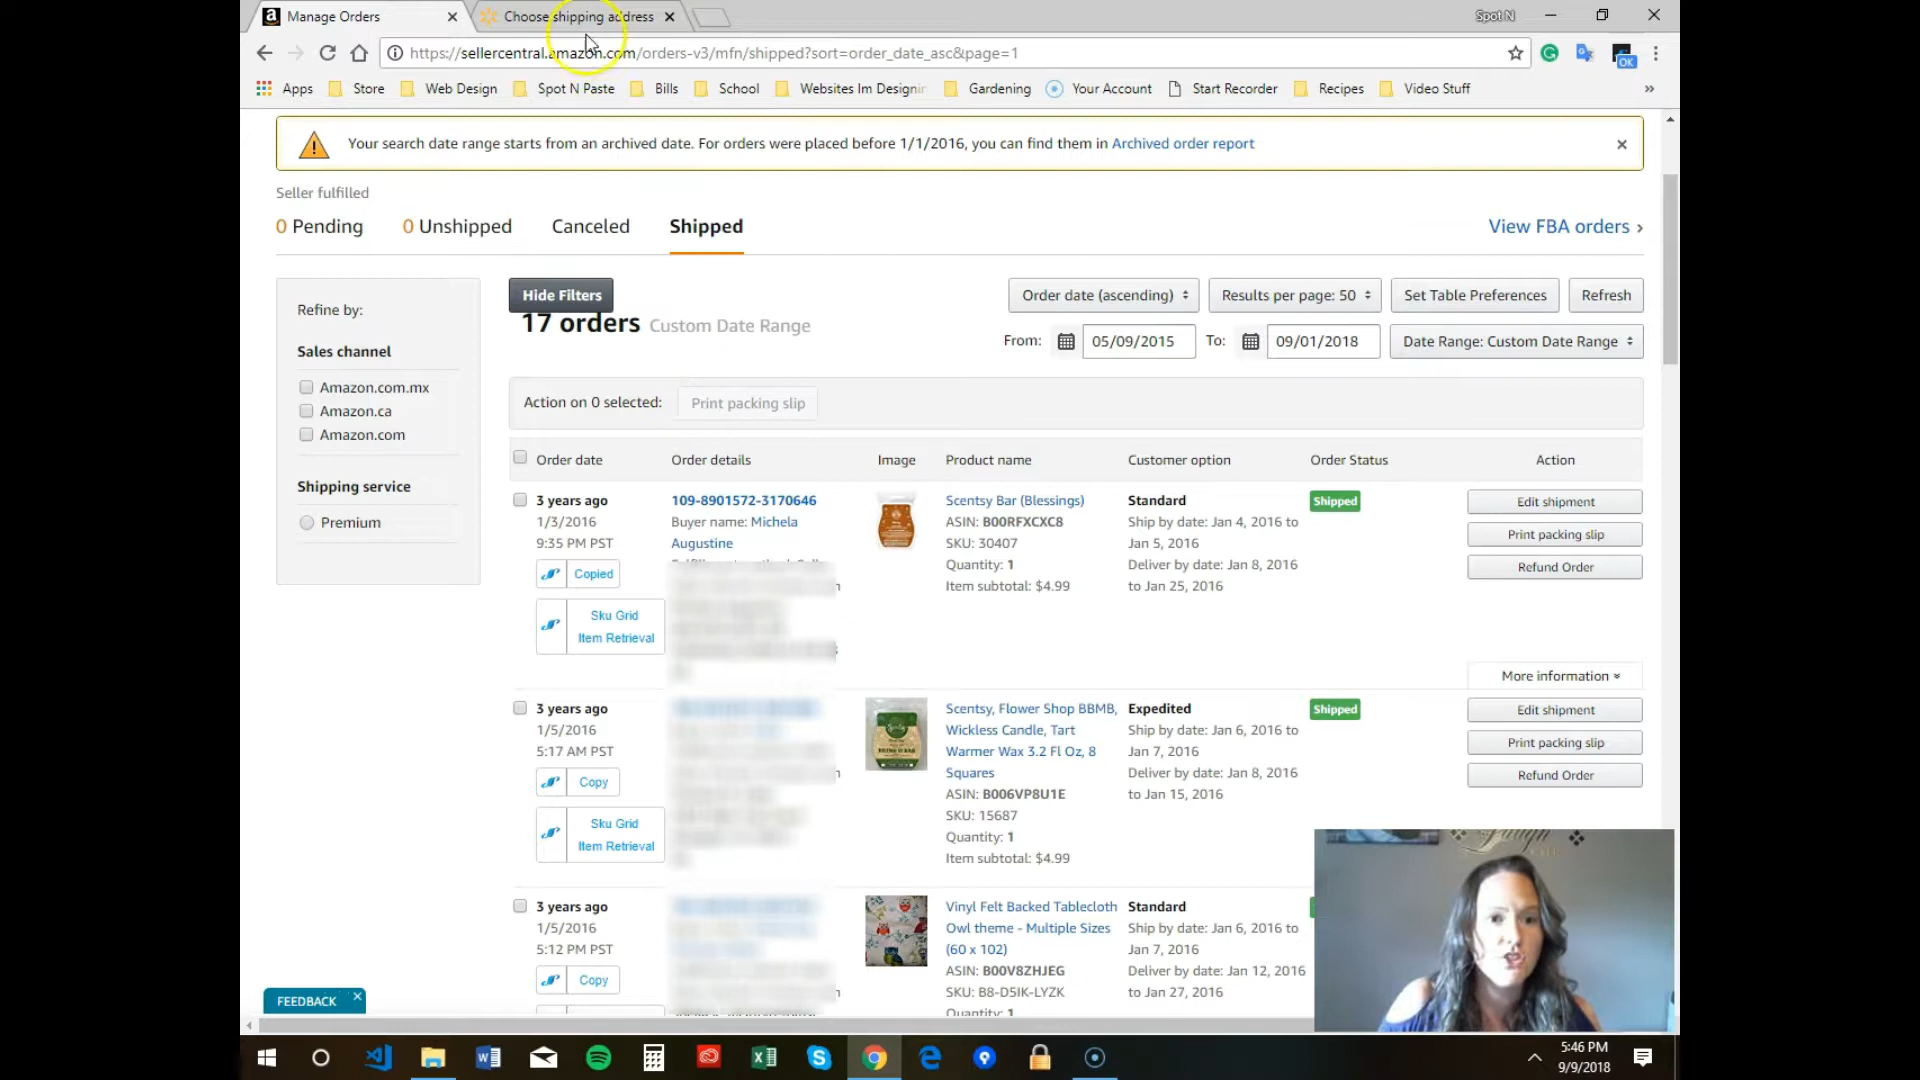 Manage Orders
Choose shipping address
Spot N
https://sellercentral.amazon.com/orders-v3/mfn/shipped?sort=order_date_asc&page=1
OK
Apps Store Web Design Spot N Paste Bills School Websites Im Designin Gardening Your Account Start Recorder Recipes Video Stuff »
Your search date range starts from an archived date. For orders were placed before 1/1/2016, you can find them in Archived order report
Seller fulfilled
0 Pending 0 Unshipped Canceled Shipped View FBA orders ›
Refine by:
Sales channel
Amazon.com.mx
Amazon.ca
Amazon.com
Shipping service
Premium
Hide Filters
Order date (ascending) Results per page: 50 Set Table Preferences Refresh
17 orders Custom Date Range
From: 05/09/2015 To: 09/01/2018 Date Range: Custom Date Range
Action on 0 selected: Print packing slip
Order date Order details Image Product name Customer option Order Status Action
3 years ago
1/3/2016
9:35 PM PST
Copied
Sku Grid
Item Retrieval
109-8901572-3170646
Buyer name: Michela
Augustine
Scentsy Bar (Blessings)
ASIN: B00RFXCXC8
SKU: 30407
Quantity: 1
Item subtotal: $4.99
Standard
Ship by date: Jan 4, 2016 to
Jan 5, 2016
Deliver by date: Jan 8, 2016
to Jan 25, 2016
Shipped
Edit shipment
Print packing slip
Refund Order
More information
3 years ago
1/5/2016
5:17 AM PST
Copy
Sku Grid
Item Retrieval
Scentsy, Flower Shop BBMB,
Wickless Candle, Tart
Warmer Wax 3.2 Fl Oz, 8
Squares
ASIN: B006VP8U1E
SKU: 15687
Quantity: 1
Item subtotal: $4.99
Expedited
Ship by date: Jan 6, 2016 to
Jan 7, 2016
Deliver by date: Jan 8, 2016
to Jan 15, 2016
Shipped
Edit shipment
Print packing slip
Refund Order
3 years ago
1/5/2016
5:12 PM PST
Copy
Vinyl Felt Backed Tablecloth
Owl theme - Multiple Sizes
(60 x 102)
ASIN: B00V8ZHJEG
SKU: B8-D5IK-LYZK
Quantity: 1
Standard
Ship by date: Jan 6, 2016 to
Jan 7, 2016
Deliver by date: Jan 12, 2016
to Jan 27, 2016
FEEDBACK
5:46 PM
9/9/2018